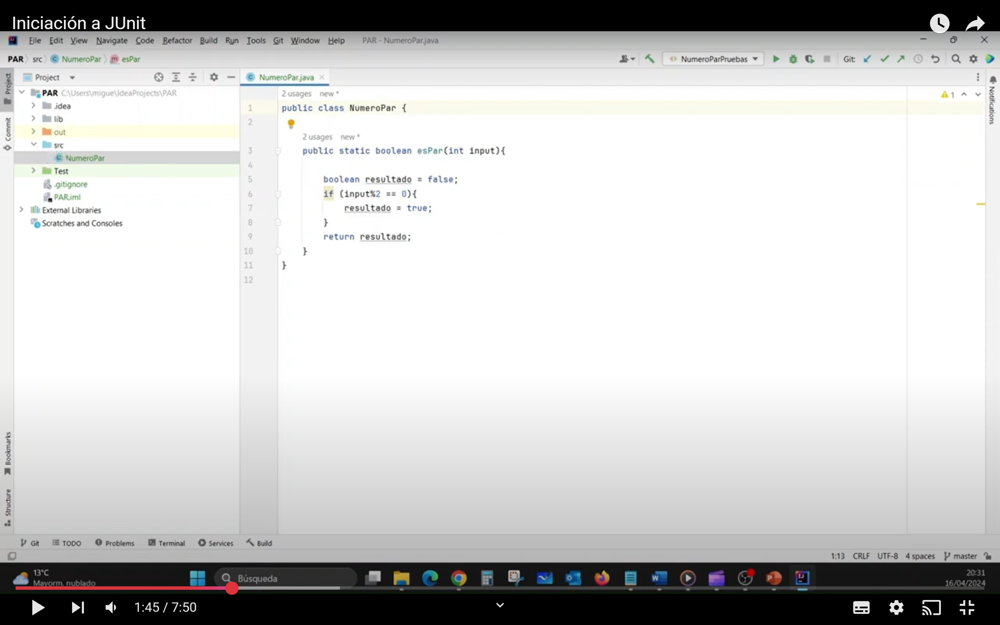 Iniciación a JUnit
File Edit View Navigate Code Refactor Build Run Tools Git Window Help PAR - NumeroPar.java
PAR src NumeroPar esPar NumeroParPruebas Git:
Project NumeroPar.java
Project
Commit
Bookmarks
Structure
Notifications
PAR C:\Users\migue\IdeaProjects\PAR
.idea
lib
out
src
NumeroPar
Test
.gitignore
PAR.iml
External Libraries
Scratches and Consoles
2 usages new *
1
1 public class NumeroPar {
2
2 usages new *
3 public static boolean esPar(int input){
4
5 boolean resultado = false;
6 if (input%2 == 0){
7 resultado = true;
8 }
9 return resultado;
10 }
11 }
12
Git TODO Problems Terminal Services Build
1:13 CRLF UTF-8 4 spaces master
13°C
Mayorm. nublado
Búsqueda
20:31
16/04/2024
1:45 / 7:50